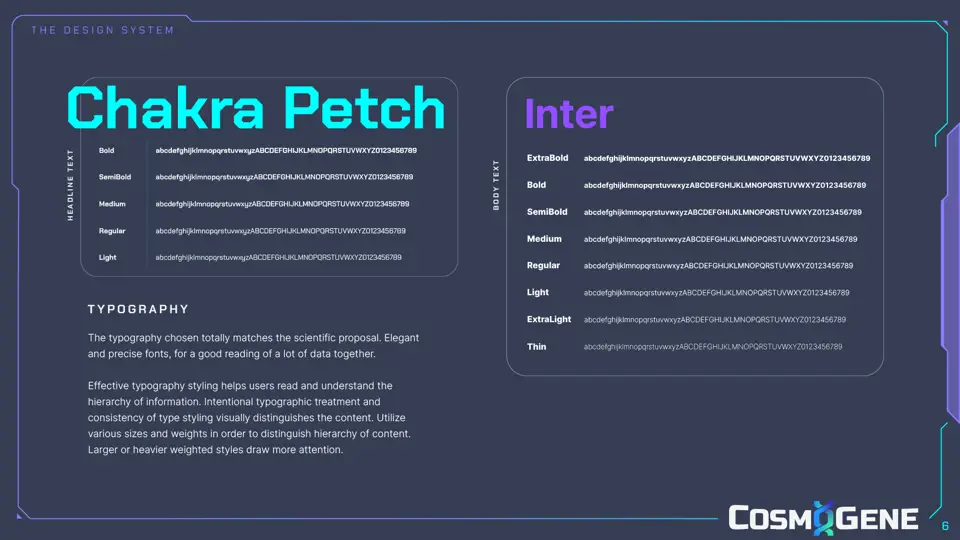 THE DESIGN SYSTEM
Chakra Petch
HEADLINE TEXT
Bold abcdefghijklmnopqrstuvwxyzABCDEFGHIJKLMNOPQRSTUVWXYZ0123456789
SemiBold abcdefghijklmnopqrstuvwxyzABCDEFGHIJKLMNOPQRSTUVWXYZ0123456789
Medium abcdefghijklmnopqrstuvwxyzABCDEFGHIJKLMNOPQRSTUVWXYZ0123456789
Regular abcdefghijklmnopqrstuvwxyzABCDEFGHIJKLMNOPQRSTUVWXYZ0123456789
Light abcdefghijklmnopqrstuvwxyzABCDEFGHIJKLMNOPQRSTUVWXYZ0123456789
TYPOGRAPHY
The typography chosen totally matches the scientific proposal. Elegant
and precise fonts, for a good reading of a lot of data together.
Effective typography styling helps users read and understand the
hierarchy of information. Intentional typographic treatment and
consistency of type styling visually distinguishes the content. Utilize
various sizes and weights in order to distinguish hierarchy of content.
Larger or heavier weighted styles draw more attention.
Inter
BODY TEXT
ExtraBold abcdefghijklmnopqrstuvwxyzABCDEFGHIJKLMNOPQRSTUVWXYZ0123456789
Bold abcdefghijklmnopqrstuvwxyzABCDEFGHIJKLMNOPQRSTUVWXYZ0123456789
SemiBold abcdefghijklmnopqrstuvwxyzABCDEFGHIJKLMNOPQRSTUVWXYZ0123456789
Medium abcdefghijklmnopqrstuvwxyzABCDEFGHIJKLMNOPQRSTUVWXYZ0123456789
Regular abcdefghijklmnopqrstuvwxyzABCDEFGHIJKLMNOPQRSTUVWXYZ0123456789
Light abcdefghijklmnopqrstuvwxyzABCDEFGHIJKLMNOPQRSTUVWXYZ0123456789
ExtraLight abcdefghijklmnopqrstuvwxyzABCDEFGHIJKLMNOPQRSTUVWXYZ0123456789
Thin abcdefghijklmnopqrstuvwxyzABCDEFGHIJKLMNOPQRSTUVWXYZ0123456789
COSMOGENE
6